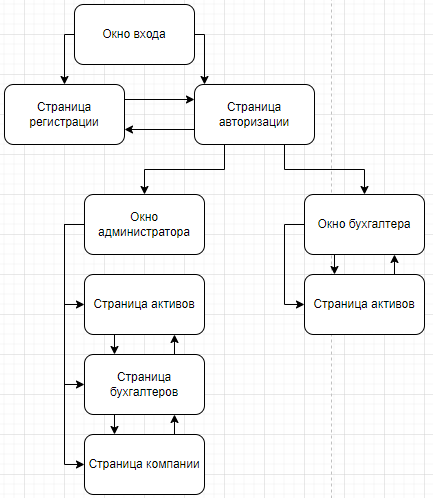 Окно входа
Страница
регистрации
Страница
авторизации
Окно
администратора
Окно бухгалтера
Страница активов
Страница активов
Страница
бухгалтеров
Страница компании